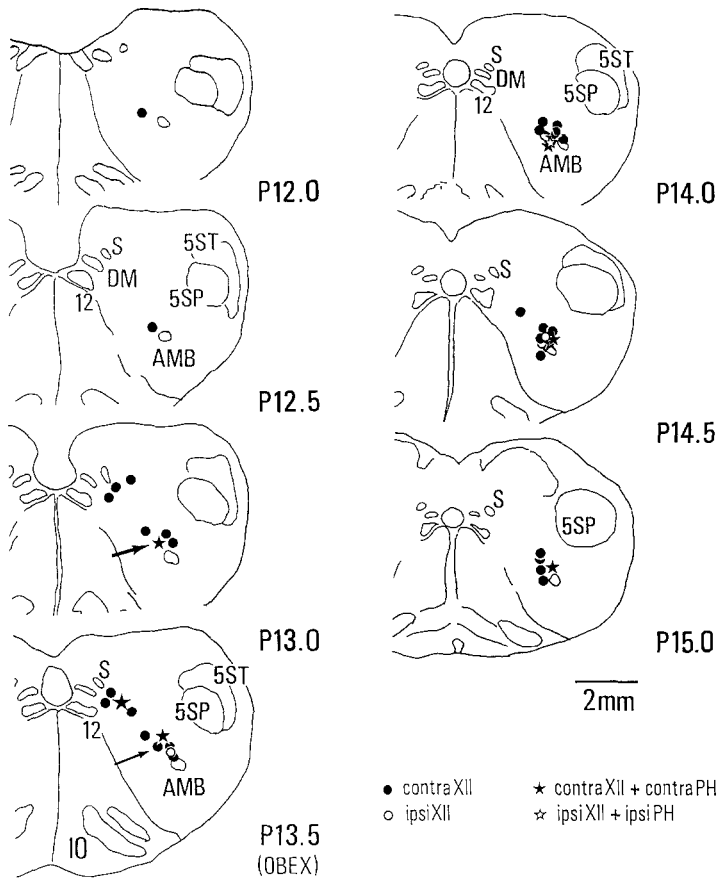 P12.0
S
5ST
DM
5SP
12
AMB
P12.5
P13.0
S
5ST
5SP
12
AMB
10
P13.5
(OBEX)
S
5ST
DM
5SP
12
AMB
P14.0
S
P14.5
S
5SP
P15.0
2mm
● contra XII
○ ipsi XII
★ contra XII + contra PH
☆ ipsi XII + ipsi PH